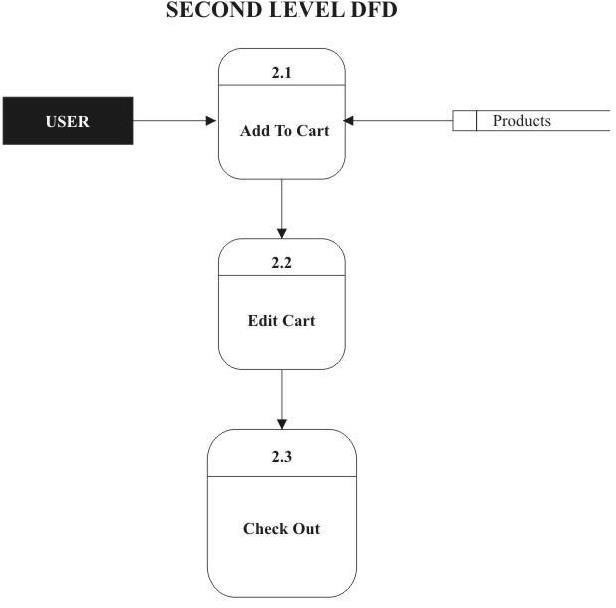 SECOND LEVEL DFD
2.1
USER
Add To Cart
Products
2.2
Edit Cart
2.3
Check Out